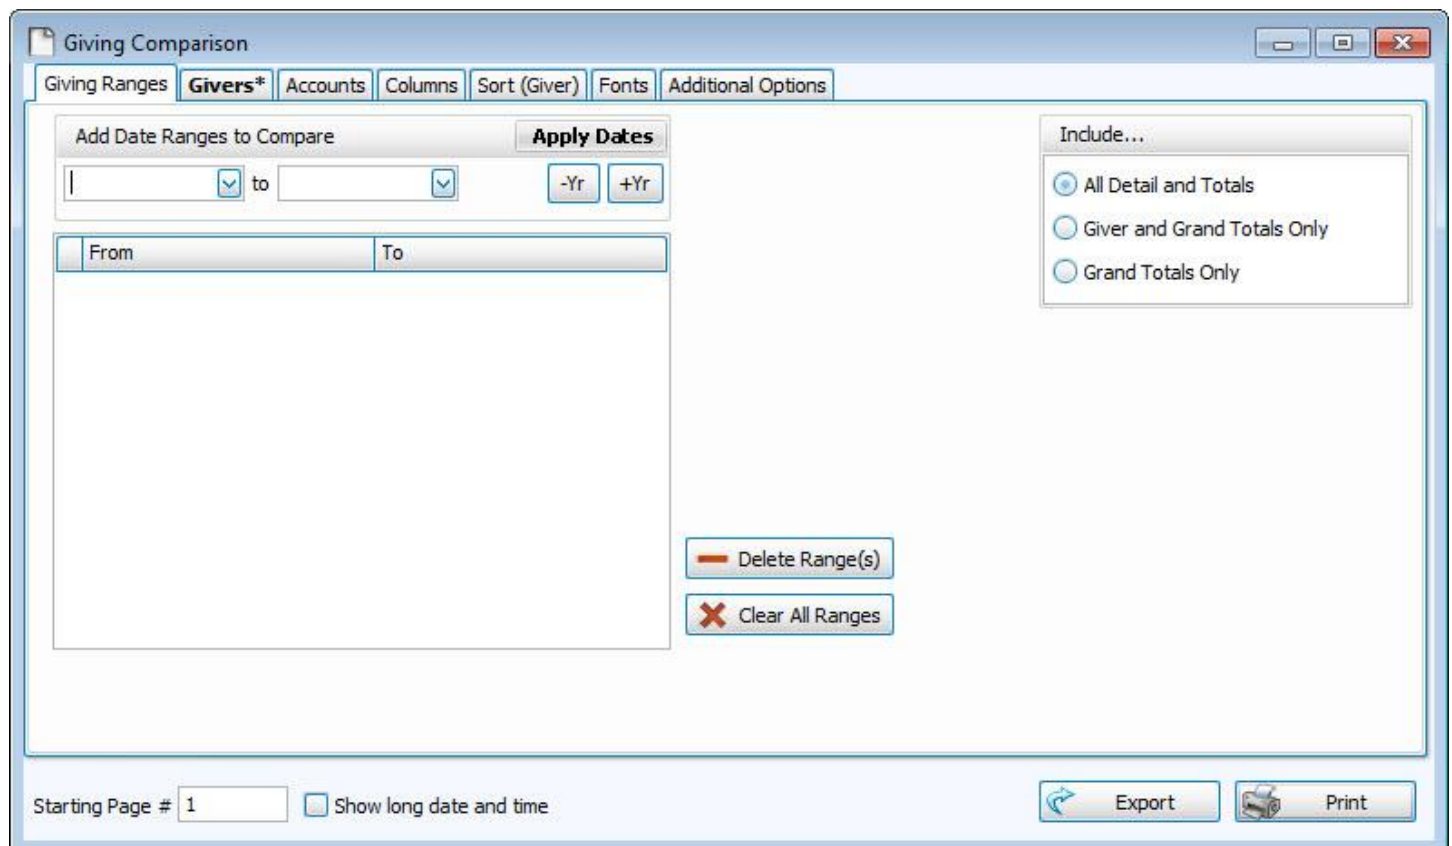 Giving Comparison
Giving Ranges Givers* Accounts Columns Sort (Giver) Fonts Additional Options
Add Date Ranges to Compare Apply Dates
to -Yr +Yr
From To
Include...
All Detail and Totals
Giver and Grand Totals Only
Grand Totals Only
Delete Range(s)
Clear All Ranges
Starting Page # 1 Show long date and time Export Print